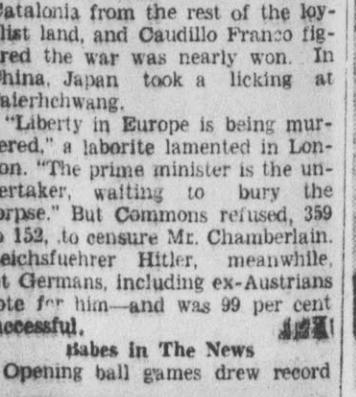 atalonia from the rest of the loy-
list land, and Caudillo Franco fig-
red the war was nearly won. In
hina, Japan took a licking at
aierhchwang.
"Liberty in Europe is being mur-
ered," a laborite lamented in Lon-
on. "The prime minister is the un-
ertaker, waiting to bury the
orpse." But Commons refused, 359
o 152, to censure Mr. Chamberlain.
eichsfuehrer Hitler, meanwhile,
t Germans, including ex-Austrians
ote for him—and was 99 per cent
uccessful.
Babes in The News
Opening ball games drew record